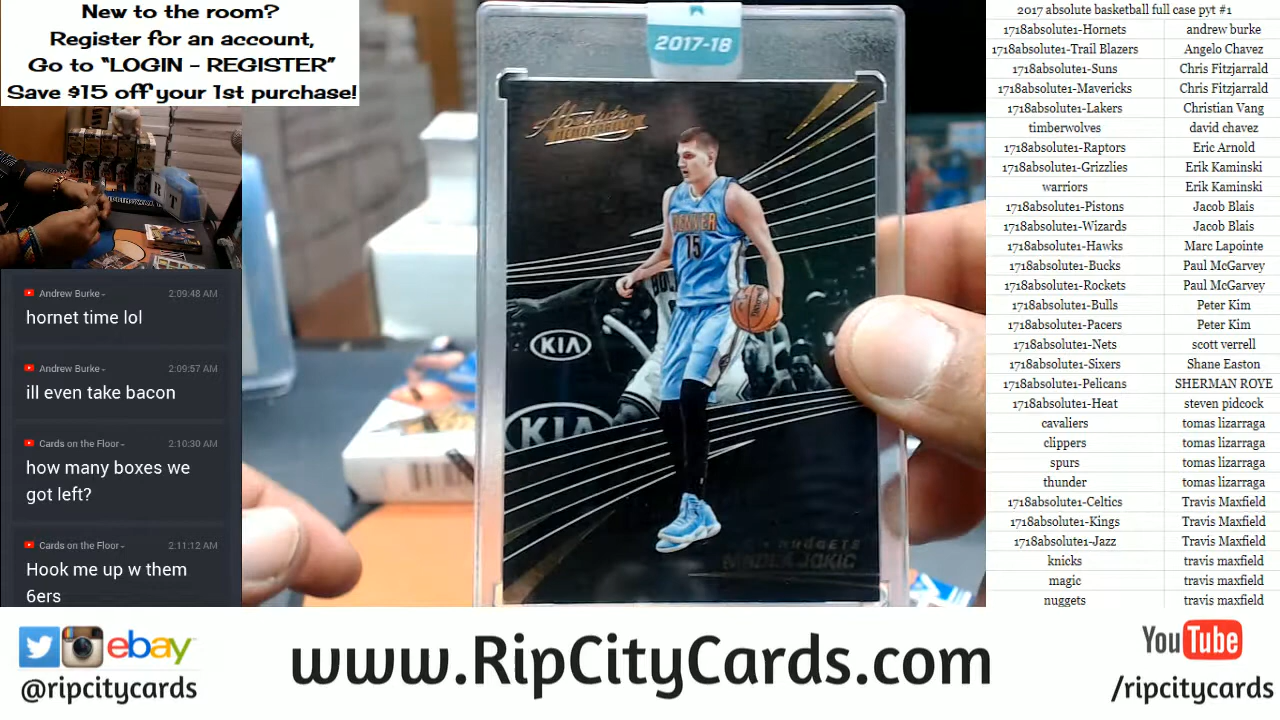 New to the room?
Register for an account,
Go to “LOGIN - REGISTER”
Save $15 off your 1st purchase!
Andrew Burke -
2:09:48 AM
hornet time lol
Andrew Burke -
2:09:57 AM
ill even take bacon
Cards on the Floor -
2:10:30 AM
how many boxes we
got left?
Cards on the Floor -
2:11:12 AM
Hook me up w them
6ers
2017-18
Absolute
MEMORABILIA
DENVER
15
KIA
KIA
NUGGETS
R
T
2017 absolute basketball full case pyt #1
1718absolute1-Hornets andrew burke
1718absolute1-Trail Blazers Angelo Chavez
1718absolute1-Suns Chris Fitzjarrald
1718absolute1-Mavericks Chris Fitzjarrald
1718absolute1-Lakers Christian Vang
timberwolves david chavez
1718absolute1-Raptors Eric Arnold
1718absolute1-Grizzlies Erik Kaminski
warriors Erik Kaminski
1718absolute1-Pistons Jacob Blais
1718absolute1-Wizards Jacob Blais
1718absolute1-Hawks Marc Lapointe
1718absolute1-Bucks Paul McGarvey
1718absolute1-Rockets Paul McGarvey
1718absolute1-Bulls Peter Kim
1718absolute1-Pacers Peter Kim
1718absolute1-Nets scott verrell
1718absolute1-Sixers Shane Easton
1718absolute1-Pelicans SHERMAN ROYE
1718absolute1-Heat steven pidcock
cavaliers tomas lizarraga
clippers tomas lizarraga
spurs tomas lizarraga
thunder tomas lizarraga
1718absolute1-Celtics Travis Maxfield
1718absolute1-Kings Travis Maxfield
1718absolute1-Jazz Travis Maxfield
knicks travis maxfield
magic travis maxfield
nuggets travis maxfield
ebay
@ripcitycards
www.RipCityCards.com
YouTube
/ripcitycards